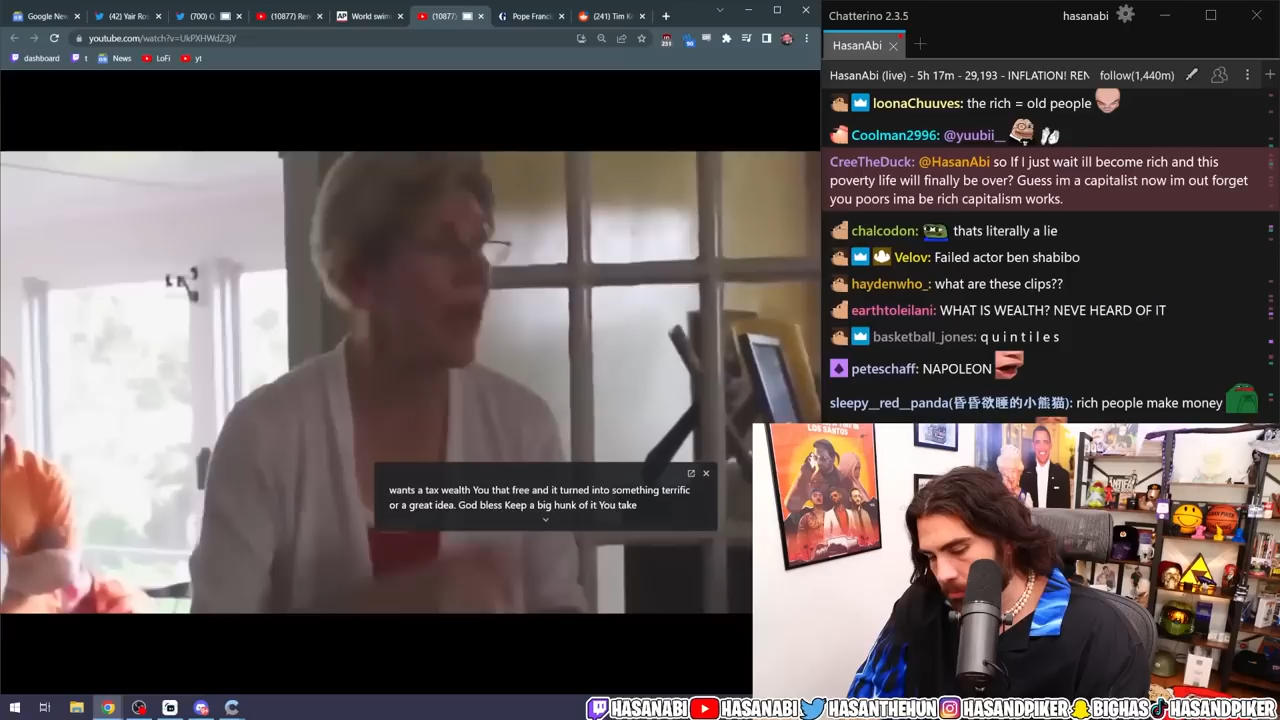 Google New
(42) Yair Ros
(700) O
(10877) Re
World swim
(10877)
Pope Franci
(241) Tim K
youtube.com/watch?v=UkPXHWdZ3jY
dashboard
t
News
LoFi
yt
Chatterino 2.3.5
hasanabi
HasanAbi
HasanAbi (live) - 5h 17m - 29,193 - INFLATION! REN
follow(1,440m)
loonaChuuves: the rich = old people
Coolman2996: @yuubii__
CreeTheDuck: @HasanAbi so If I just wait ill become rich and this
poverty life will finally be over? Guess im a capitalist now im out forget
you poors ima be rich capitalism works.
chalcodon: thats literally a lie
Velov: Failed actor ben shabibo
haydenwho_: what are these clips??
earthtoleilani: WHAT IS WEALTH? NEVE HEARD OF IT
basketball_jones: q u i n t i l e s
peteschaff: NAPOLEON
sleepy__red__panda(昏昏欲睡的小熊猫): rich people make money
wants a tax wealth You that free and it turned into something terrific
or a great idea. God bless Keep a big hunk of it You take
LOS SANTOS
HASANABI HASANABI HASANTHEHUN HASANDPIKER BIGHAS HASANDPIKER